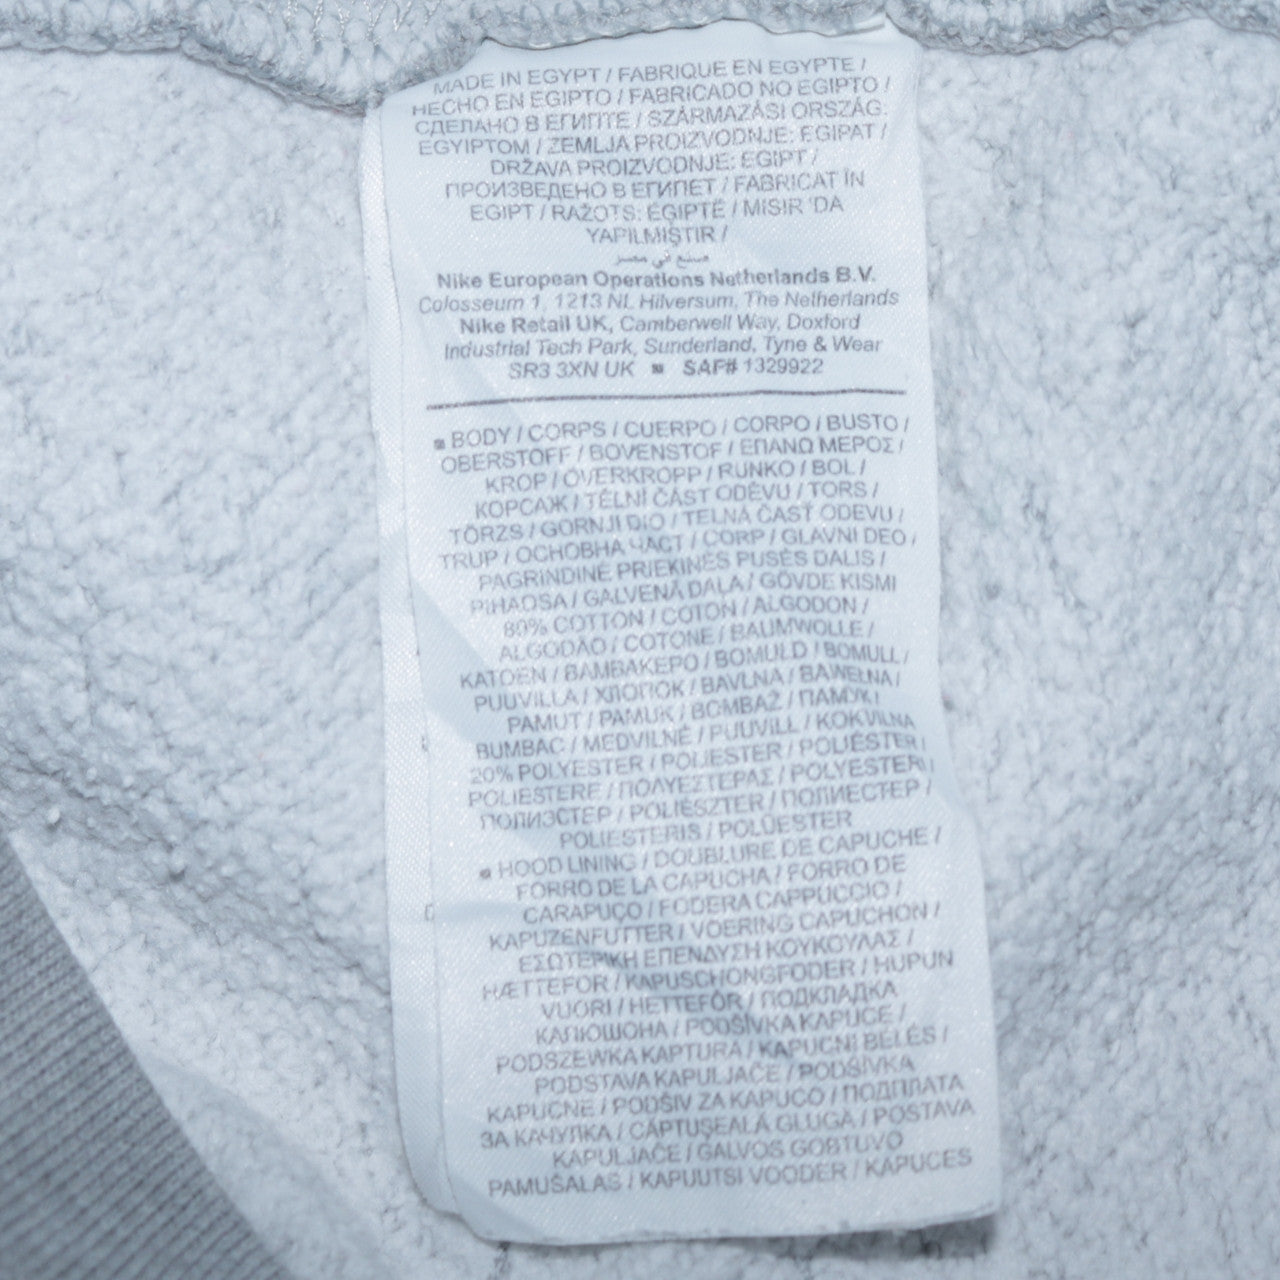 MADE IN EGYPT / FABRIQUE EN EGYPTE /
HECHO EN EGIPTO / FABRICADO NO EGIPTO /
СДЕЛАНО В ЕГИПТЕ / SZÁRMAZÁSI ORSZÁG:
EGYIPTOM / ZEMLJA PROIZVODNJE: EGIPAT /
DRŽAVA PROIZVODNJE: EGIPT /
ПРОИЗВЕДЕНО В ЕГИПЕТ / FABRICAT IN
EGIPT / RAŽOTS: ĒGIPTĒ / MISIR 'DA
YAPILMIŞTIR /
صنع في مصر
Nike European Operations Netherlands B.V.
Colosseum 1, 1213 NL Hilversum, The Netherlands
Nike Retail UK, Camberwell Way, Doxford
Industrial Tech Park, Sunderland, Tyne & Wear
SR3 3XN UK ■ SAF# 1329922
■ BODY / CORPS / CUERPO / CORPO / BUSTO /
OBERSTOFF / BOVENSTOF / ΕΠΑΝΩ ΜΕΡΟΣ /
KROP / OVERKROPP / RUNKO / BOL /
КОРСАЖ / TĚLNÍ ČÁST ODĚVU / TORS /
TÖRZS / GORNJI DIO / TELNÁ ČASŤ ODEVU /
TRUP / ОСНОВНА ЧАСТ / CORP / GLAVNI DEO /
PAGRINDINĖ PRIEKINĖS PUSĖS DALIS /
PIHAOSA / GALVENĀ DAĻA / GÖVDE KISMI
80% COTTON / COTON / ALGODON /
ALGODÃO / COTONE / BAUMWOLLE /
KATOEN / ΒΑΜΒΑΚΕΡΟ / BOMULD / BOMULL /
PUUVILLA / ХЛОПОК / BAVLNA / BAWEŁNA /
PAMUT / PAMUK / BOMBAŽ / ПАМУК /
BUMBAC / MEDVILNĖ / PUUVILL / KOKVILNA
20% POLYESTER / POLIESTER / POLIÉSTER /
POLIESTERE / ΠΟΛΥΕΣΤΕΡΑΣ / POLYESTERI /
ПОЛИЭСТЕР / POLIÉSZTER / ПОЛИЕСТЕР /
POLIESTERIS / POLÜESTER
■ HOOD LINING / DOUBLURE DE CAPUCHE /
FORRO DE LA CAPUCHA / FORRO DE
CARAPUÇO / FODERA CAPPUCCIO /
KAPUZENFUTTER / VOERING CAPUCHON /
ΕΣΩΤΕΡΙΚΗ ΕΠΕΝΔΥΣΗ ΚΟΥΚΟΥΛΑΣ /
HÆTTEFOR / KAPUSCHONGFODER / HUPUN
VUORI / HETTEFÔR / ПОДКЛАДКА
КАПЮШОНА / PODŠÍVKA KAPUCE /
PODSZEWKA KAPTURA / KAPUCNI BÉLÉS /
PODSTAVA KAPULJAČE / PODŠÍVKA
KAPUCNE / PODŠIV ZA KAPUCO / ПОДПЛАТА
ЗА КАЧУЛКА / CĂPTUŞEALĂ GLUGĂ / POSTAVA
KAPULJAČE / GALVOS GOBTUVO
PAMUŠALAS / KAPUUTSI VOODER / KAPUCES